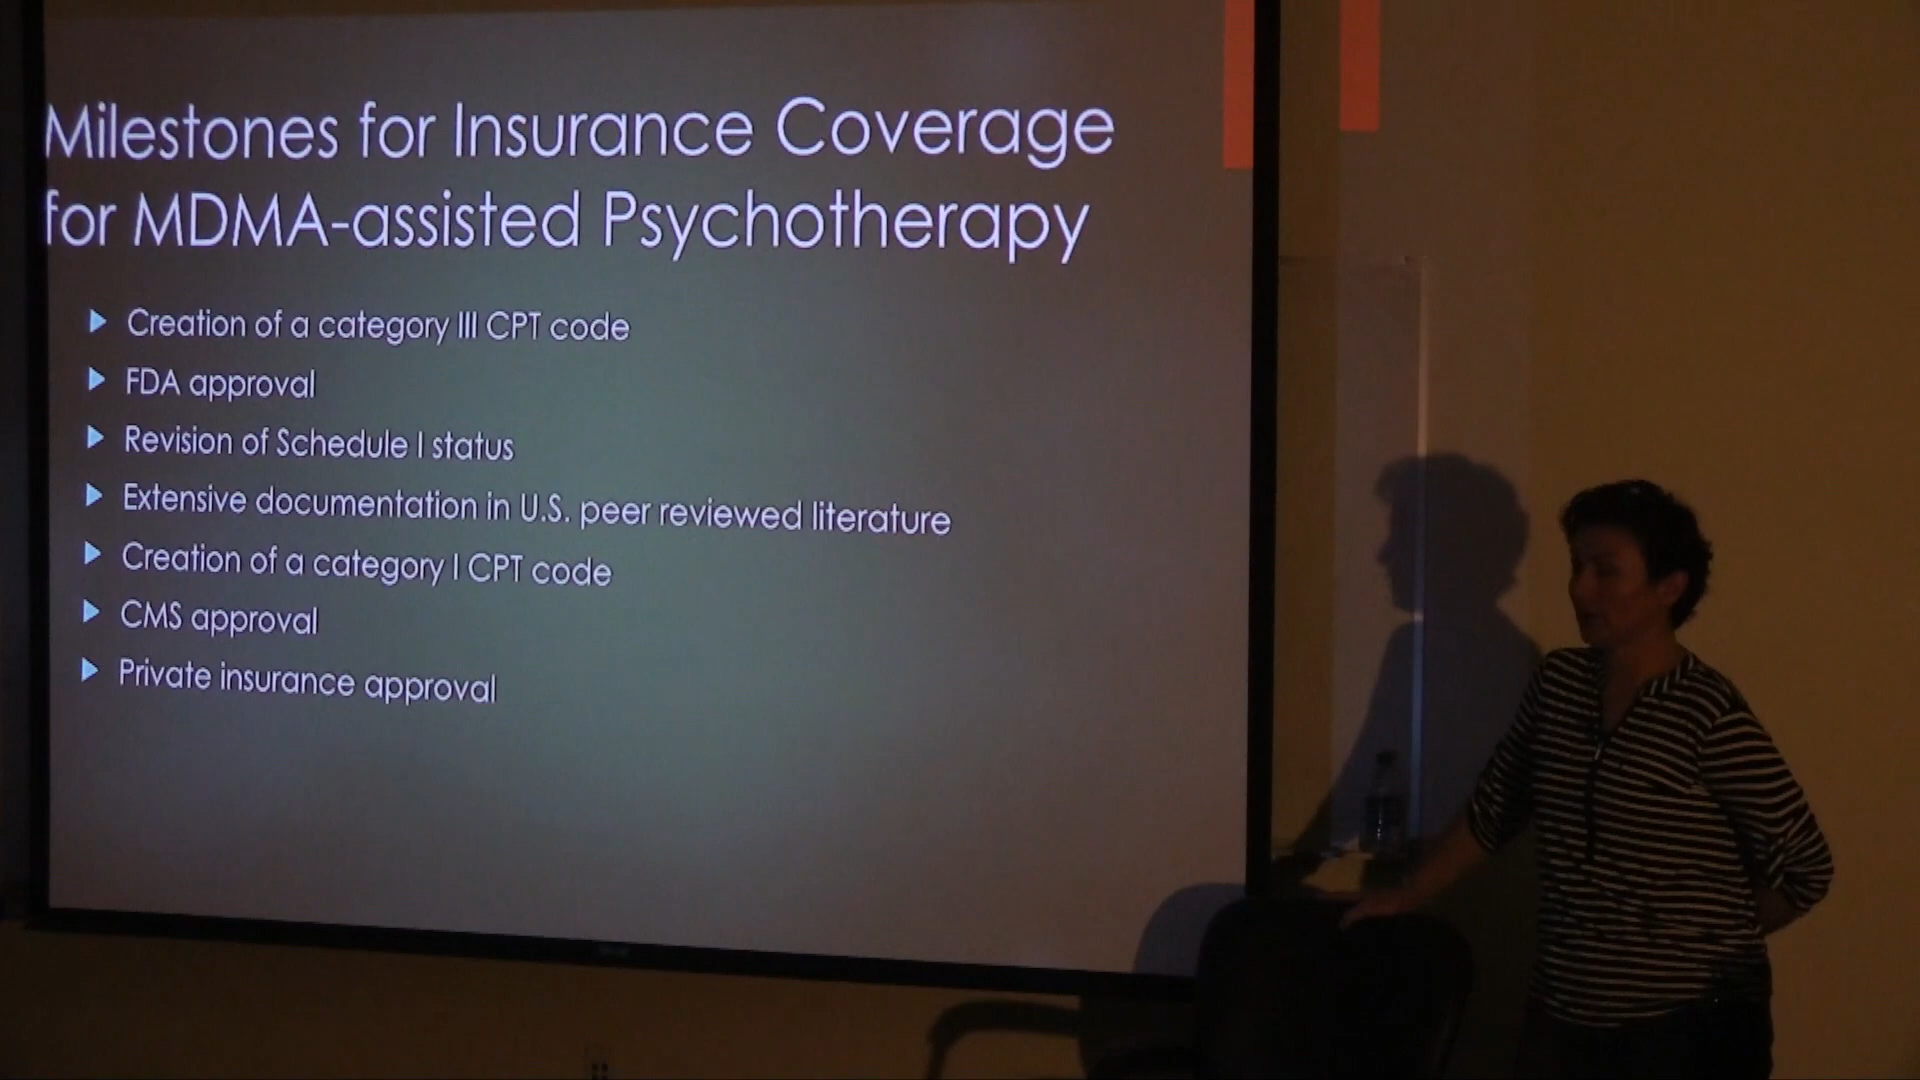 Milestones for Insurance Coverage
for MDMA-assisted Psychotherapy
Creation of a category III CPT code
FDA approval
Revision of Schedule I status
Extensive documentation in U.S. peer reviewed literature
Creation of a category I CPT code
CMS approval
Private insurance approval